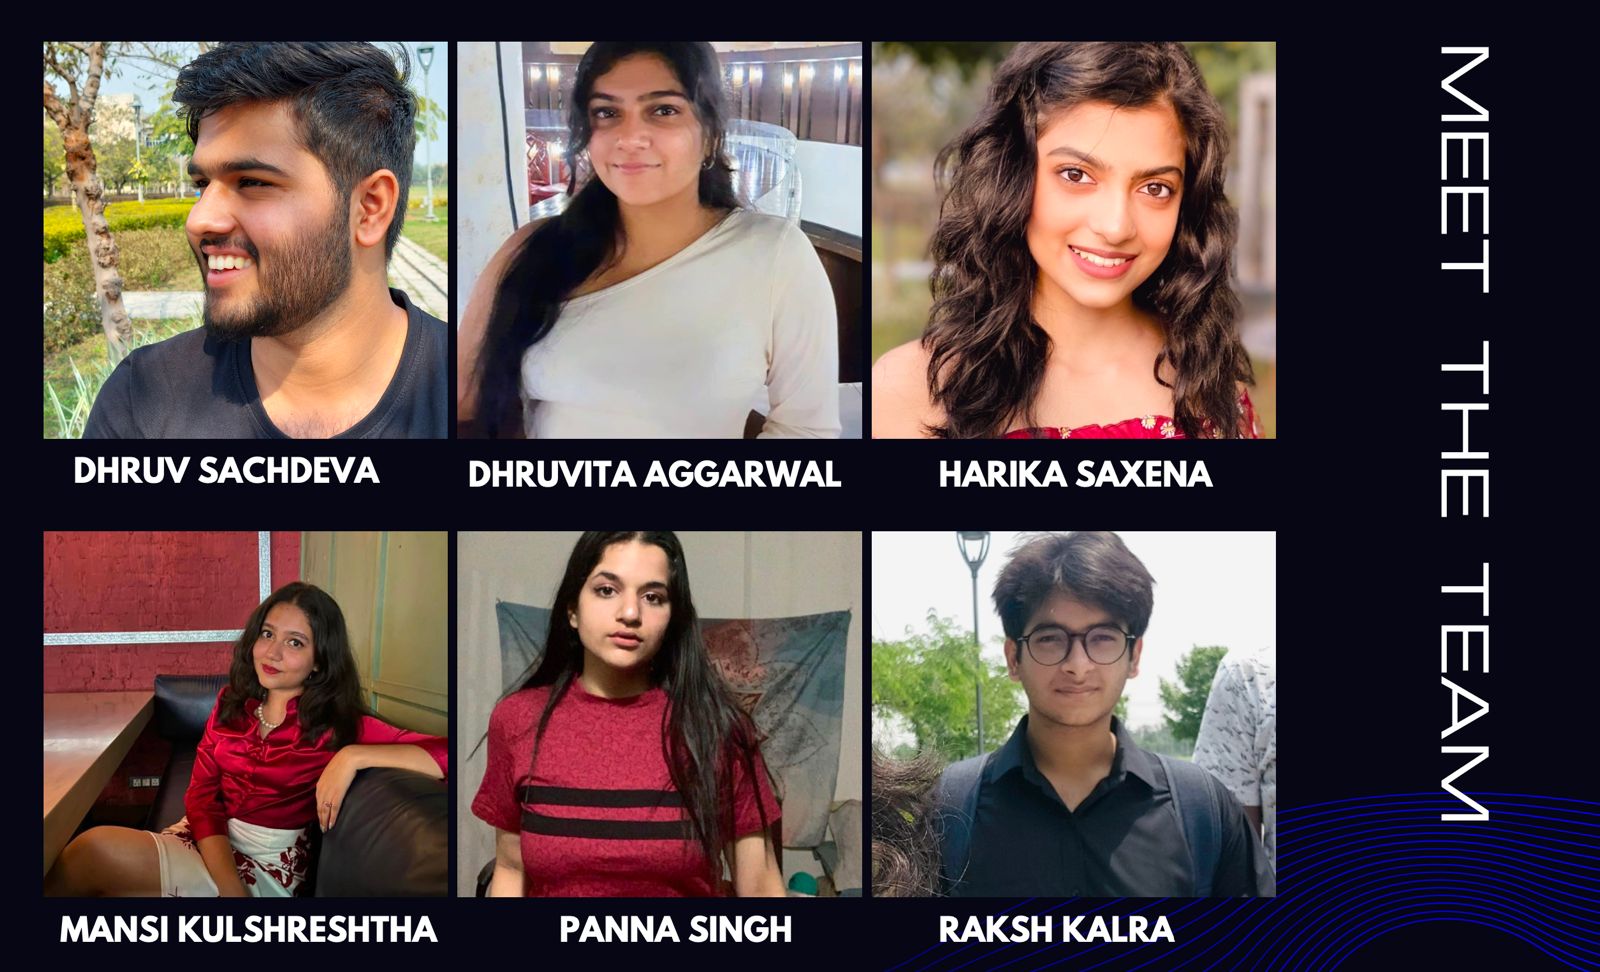 DHRUV SACHDEVA
DHRUVITA AGGARWAL
HARIKA SAXENA
MANSI KULSHRESHTHA
PANNA SINGH
RAKSH KALRA
MEET THE TEAM